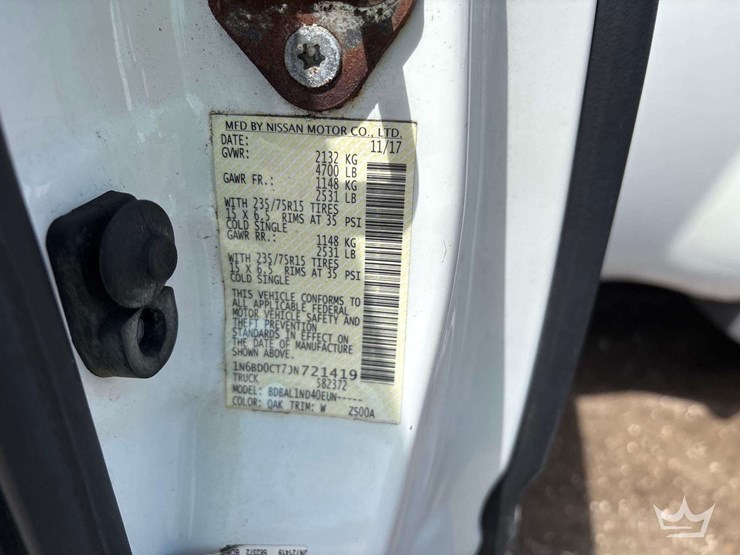 MFD BY NISSAN MOTOR CO., LTD.
DATE: 11/17
GVWR: 2132 KG
4700 LB
GAWR FR.: 1148 KG
2531 LB
WITH 235/75R15 TIRES
15 X 6.5 RIMS AT 35 PSI
COLD SINGLE
GAWR RR.: 1148 KG
2531 LB
WITH 235/75R15 TIRES
15 X 6.5 RIMS AT 35 PSI
COLD SINGLE
THIS VEHICLE CONFORMS TO
ALL APPLICABLE FEDERAL
MOTOR VEHICLE SAFETY AND
THEFT PREVENTION
STANDARDS IN EFFECT ON
THE DATE OF MANUFACTURE
SHOWN ABOVE.
1N6BD0CT7JN721419
TRUCK 582372
MODEL: BDBAL1ND40EUN-----
COLOR: QAK TRIM: W ZS00A
JN721419 582372